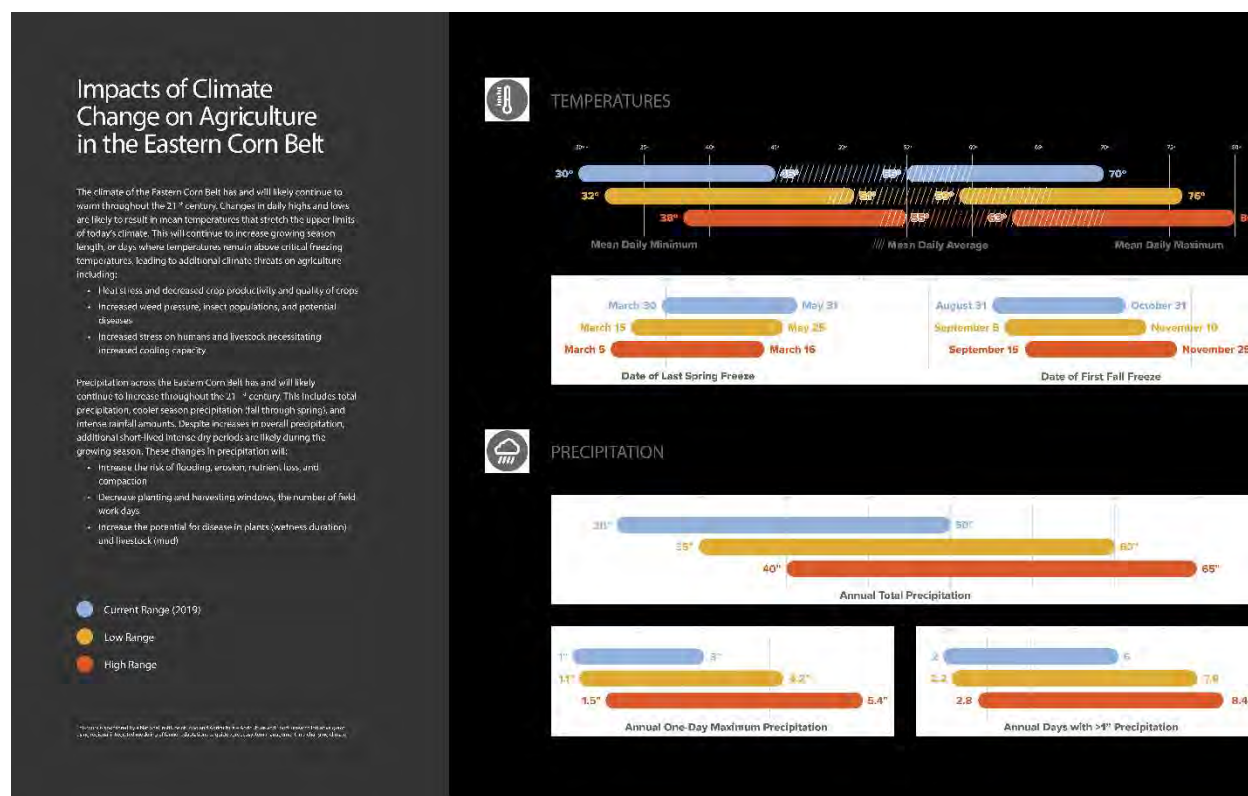 Impacts of Climate
Change on Agriculture
in the Eastern Corn Belt
The climate of the Eastern Corn Belt has and will likely continue to
warm throughout the 21st century. Changes in daily highs and lows
are likely to result in mean temperatures that stretch the upper limits
of today's climate. This will continue to increase growing season
length, or days where temperatures remain above critical freezing
temperatures, leading to additional climate threats on agriculture
including:
• Heat stress and decreased crop productivity and quality of crops
• Increased weed pressure, insect populations, and potential
diseases
• Increased stress on humans and livestock necessitating
increased cooling capacity
Precipitation across the Eastern Corn Belt has and will likely
continue to increase throughout the 21st century. This includes total
precipitation, cooler season precipitation (fall through spring), and
intense rainfall amounts. Despite increases in overall precipitation,
additional short-lived intense dry periods are likely during the
growing season. These changes in precipitation will:
• Increase the risk of flooding, erosion, nutrient loss, and
compaction
• Decrease planting and harvesting windows, the number of field
work days
• Increase the potential for disease in plants (wetness duration)
and livestock (mud)
Current Range (2019)
Low Range
High Range
TEMPERATURES
30° 70°
32° 76°
38°
Mean Daily Minimum
Mean Daily Average
Mean Daily Maximum
March 30 May 31
March 15 May 25
March 5 March 16
Date of Last Spring Freeze
August 31 October 31
September 5 November 10
September 15 November 25
Date of First Fall Freeze
PRECIPITATION
50"
35" 60"
40" 65"
Annual Total Precipitation
1" 3"
1.1" 4.2"
1.5" 5.4"
Annual One-Day Maximum Precipitation
2 6
2.2 7.8
2.8 8.4
Annual Days with >1" Precipitation